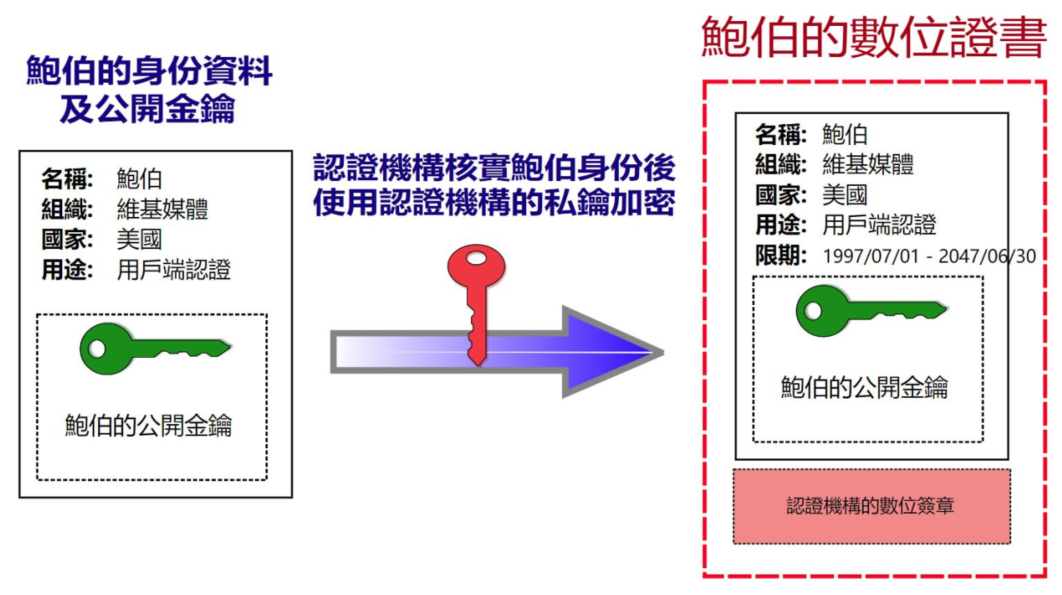 鮑伯的身份資料
及公開金鑰
名稱: 鮑伯
組織: 維基媒體
國家: 美國
用途: 用戶端認證
鮑伯的公開金鑰
認證機構核實鮑伯身份後
使用認證機構的私鑰加密
鮑伯的數位證書
名稱: 鮑伯
組織: 維基媒體
國家: 美國
用途: 用戶端認證
限期: 1997/07/01 - 2047/06/30
鮑伯的公開金鑰
認證機構的數位簽章